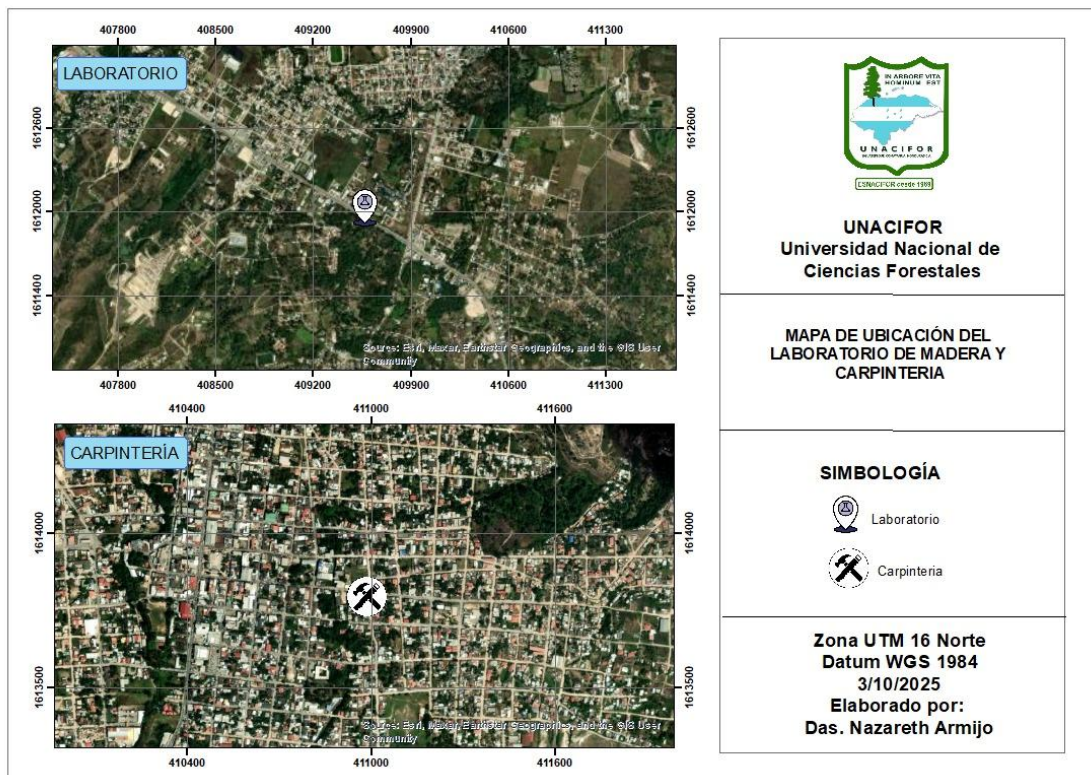 407800 408500 409200 409900 410600 411300
LABORATORIO
1612600 1612600
1612000 1612000
1611400 1611400
Source: Esri, Maxar, Earthstar Geographics, and the GIS User
Community
407800 408500 409200 409900 410600 411300
410400 411000 411600
CARPINTERÌA
1614000 1614000
1613500 1613500
Source: Esri, Maxar, Earthstar Geographics, and the GIS User
Community
410400 411000 411600
IN ARBORE VITA
HOMINUM EST
UNACIFOR
ESNACIFOR desde 1969
UNACIFOR
Universidad Nacional de
Ciencias Forestales
MAPA DE UBICACIÓN DEL
LABORATORIO DE MADERA Y
CARPINTERIA
SIMBOLOGÍA
Laboratorio
Carpinteria
Zona UTM 16 Norte
Datum WGS 1984
3/10/2025
Elaborado por:
Das. Nazareth Armijo